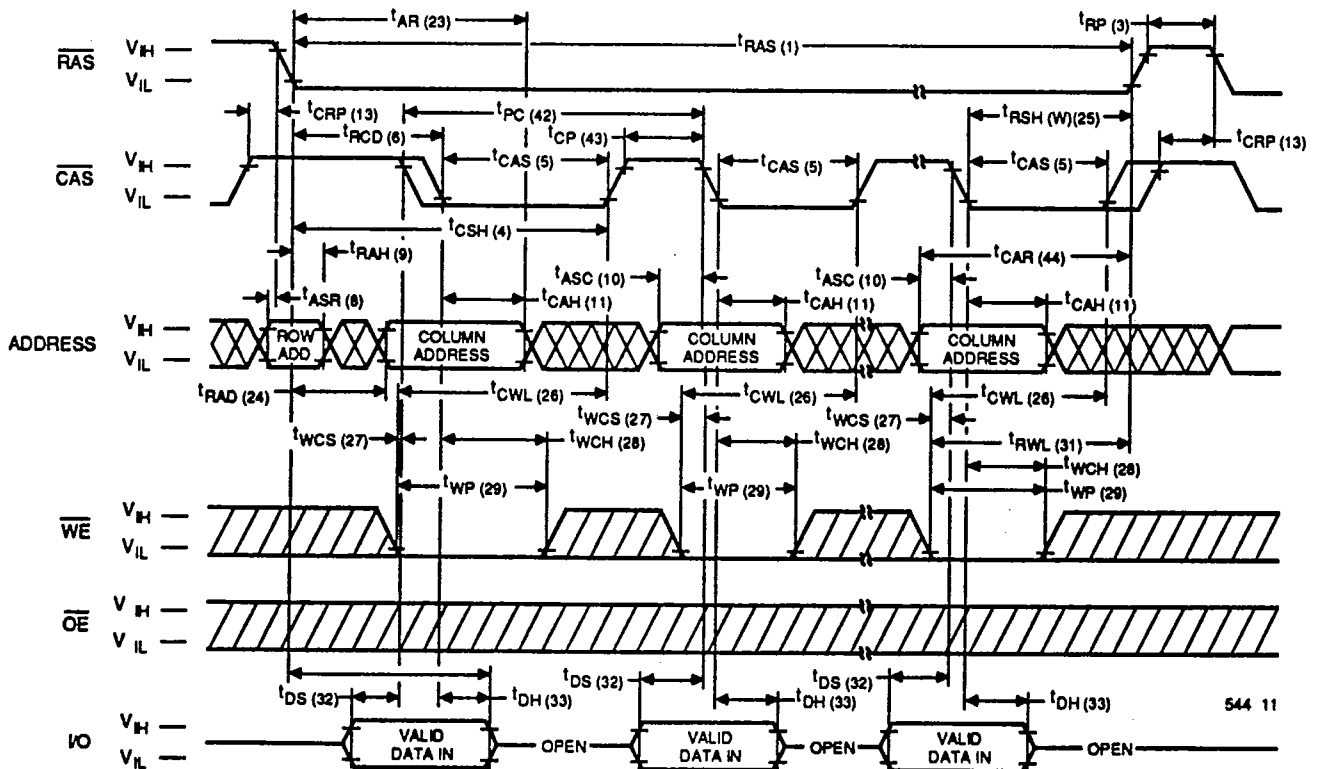 tAR (23)
tRP (3)
RAS
VIH
tRAS (1)
VIL
tCRP (13)
tPC (42)
tRSH (W)(25)
tRCD (6)
tCP (43)
tCRP (13)
CAS
VIH
tCAS (5)
tCAS (5)
tCAS (5)
VIL
tCSH (4)
tRAH (9)
tCAR (44)
tASC (10)
tASC (10)
tASR (8)
tCAH (11)
tCAH (11)
tCAH (11)
ADDRESS
VIH
ROW ADD
COLUMN ADDRESS
COLUMN ADDRESS
COLUMN ADDRESS
VIL
tRAD (24)
tCWL (26)
tCWL (26)
tCWL (26)
tWCS (27)
tWCS (27)
tWCS (27)
tWCH (28)
tWCH (28)
tRWL (31)
tWCH (28)
tWP (29)
tWP (29)
tWP (29)
WE
VIH
VIL
OE
V IH
V IL
tDS (32)
tDH (33)
tDS (32)
tDH (33)
tDS (32)
tDH (33)
544 11
I/O
VIH
VIL
VALID DATA IN
OPEN
VALID DATA IN
OPEN
VALID DATA IN
OPEN